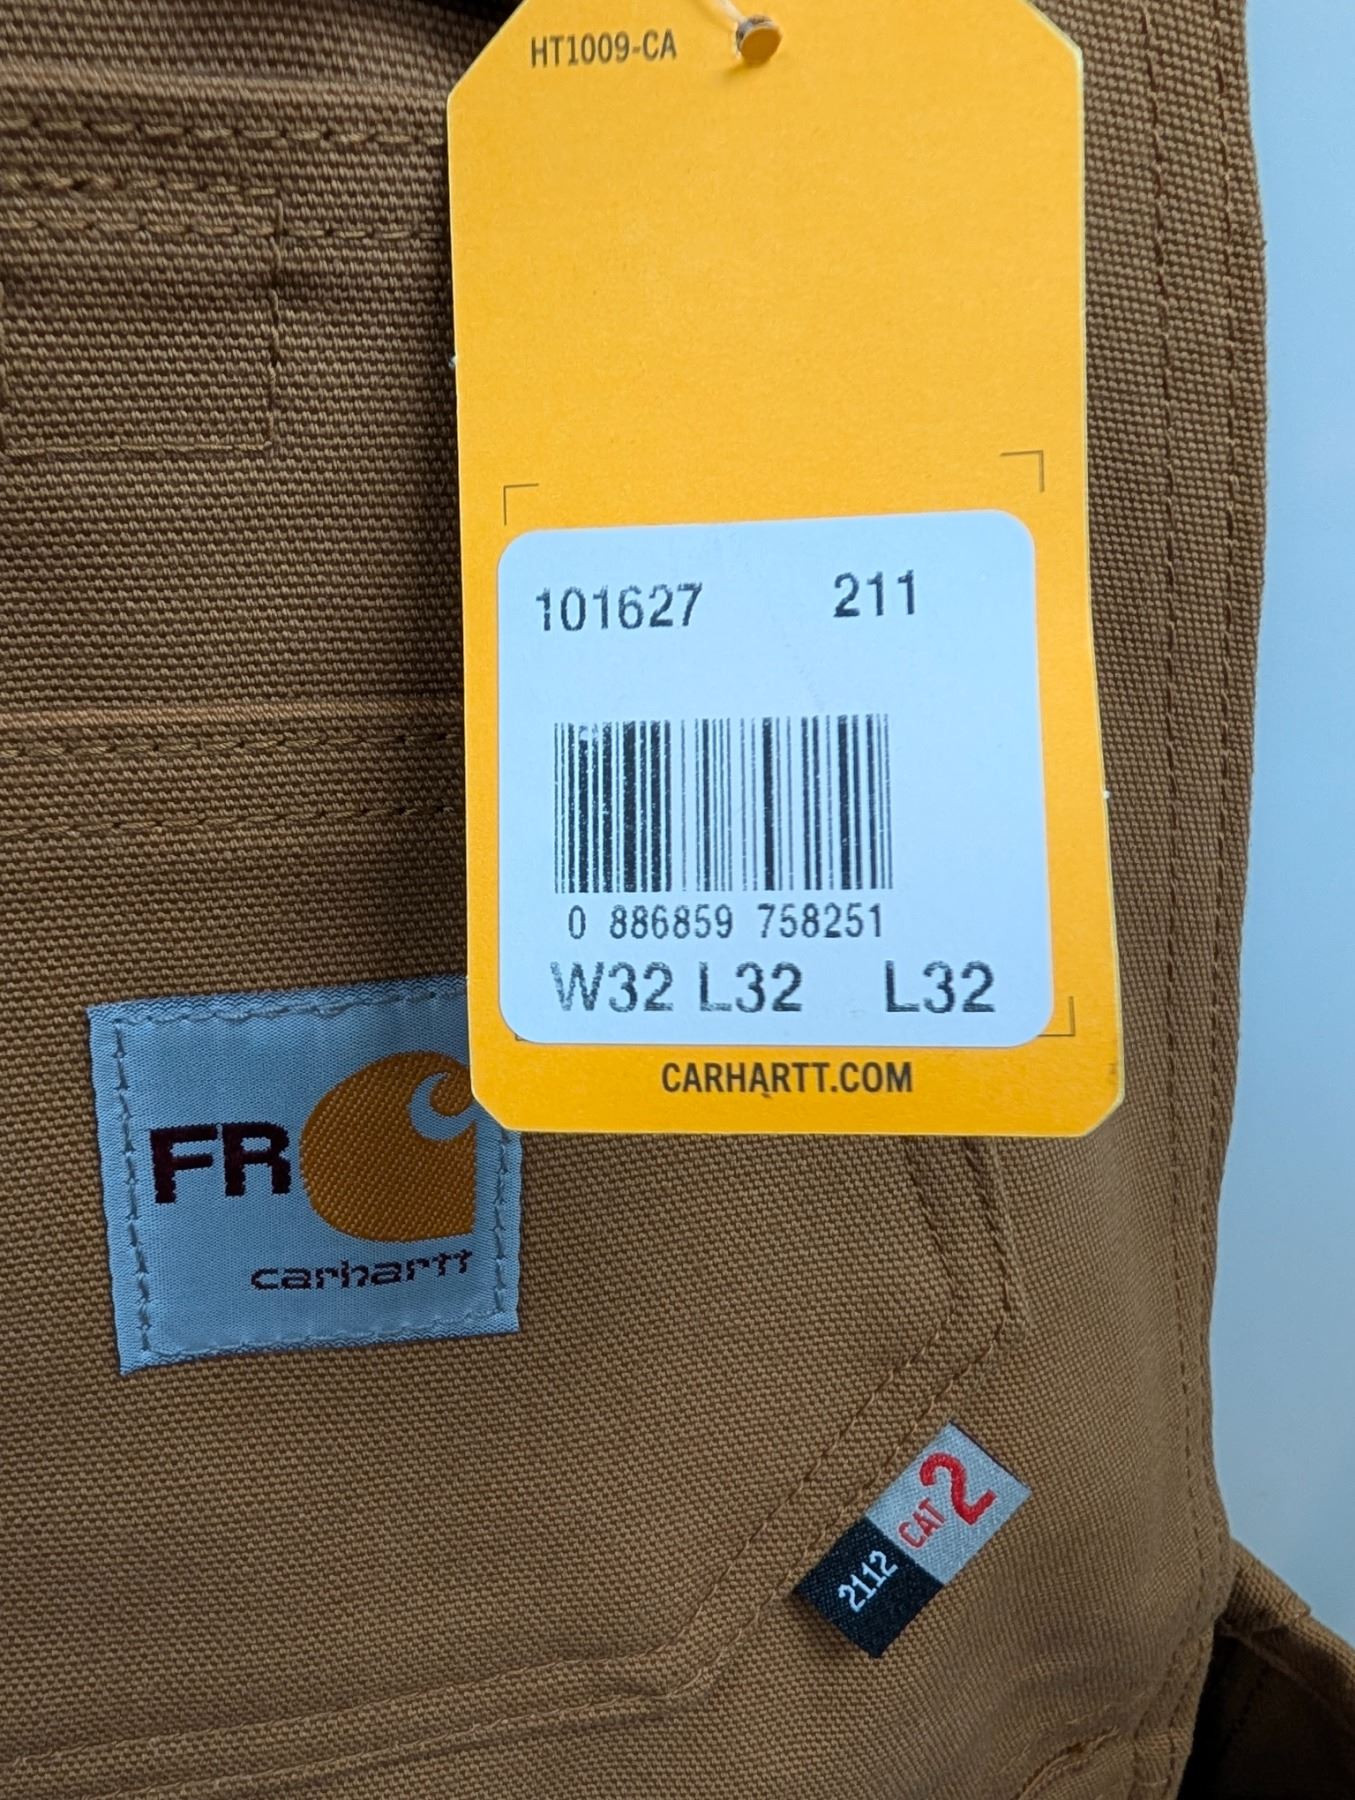 HT1009-CA
101627 211
0 886859 758251
W32 L32 L32
CARHARTT.COM
FR
carhartt
2112 CAT 2